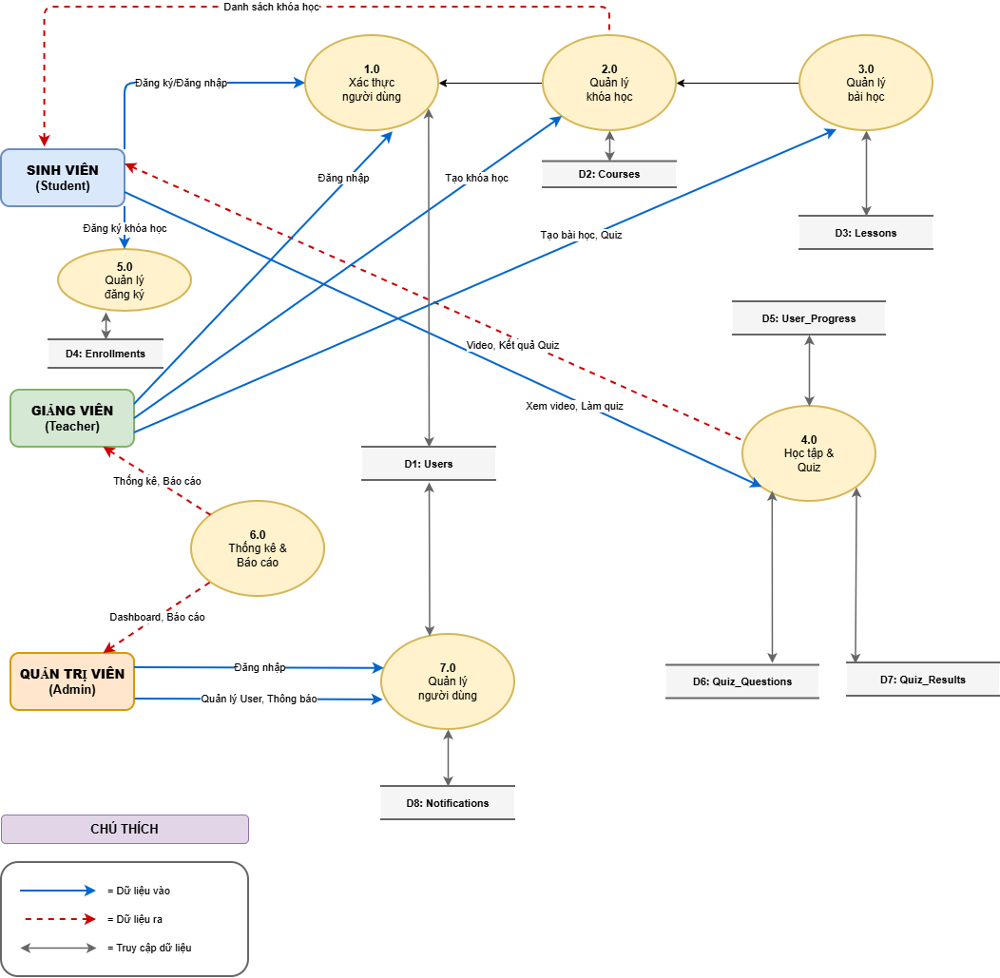 Danh sách khóa học
1.0
Xác thực
người dùng
2.0
Quản lý
khóa học
3.0
Quản lý
bài học
Đăng ký/Đăng nhập
SINH VIÊN
(Student)
Đăng nhập
Tạo khóa học
D2: Courses
Đăng ký khóa học
Tạo bài học, Quiz
D3: Lessons
5.0
Quản lý
đăng ký
D5: User_Progress
D4: Enrollments
Video, Kết quả Quiz
GIẢNG VIÊN
(Teacher)
Xem video, Làm quiz
4.0
Học tập &
Quiz
D1: Users
Thống kê, Báo cáo
6.0
Thống kê &
Báo cáo
Dashboard, Báo cáo
QUẢN TRỊ VIÊN
(Admin)
Đăng nhập
Quản lý User, Thông báo
7.0
Quản lý
người dùng
D6: Quiz_Questions
D7: Quiz_Results
D8: Notifications
CHÚ THÍCH
= Dữ liệu vào
= Dữ liệu ra
= Truy cập dữ liệu